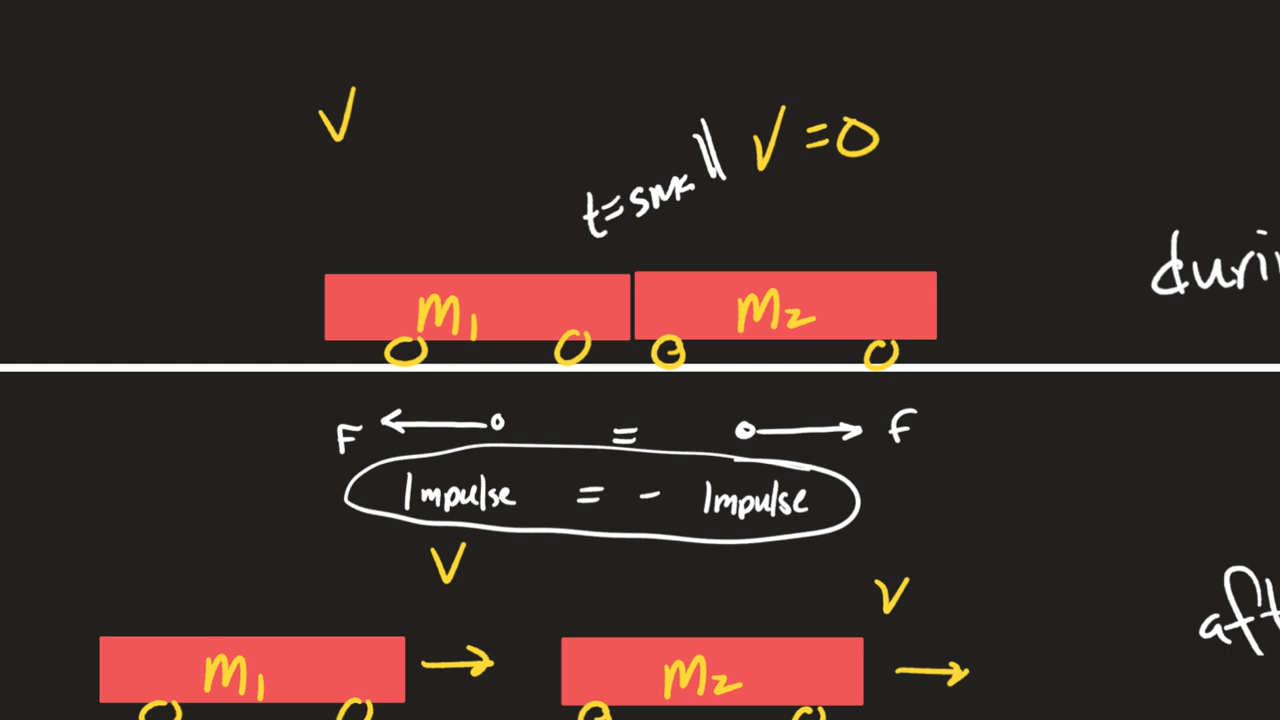 V
t=small V=0
m1 m2
duri
F = F
Impulse = - Impulse
V
V
aft
m1 m2